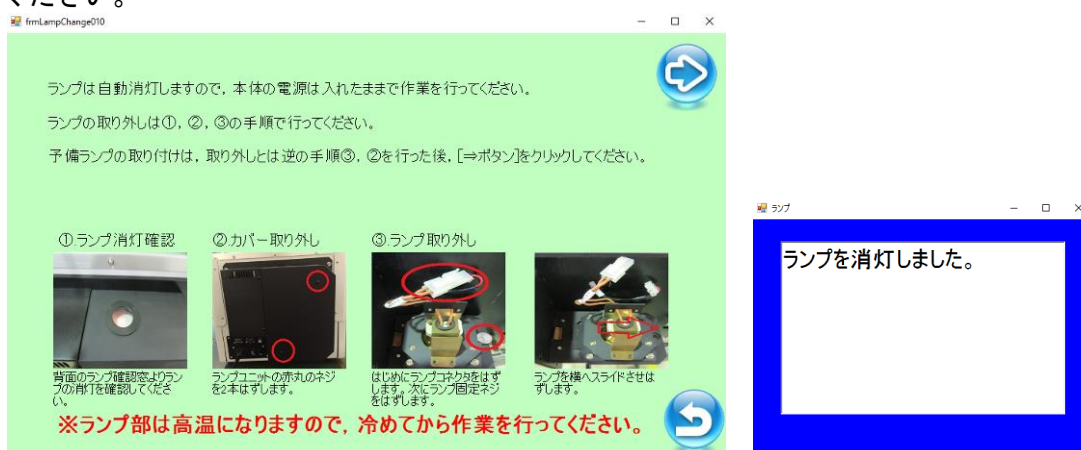 ください。
frmLampChange010
ランプは自動消灯しますので，本体の電源は入れたままで作業を行ってください。
ランプの取り外しは①，②，③の手順で行ってください。
予備ランプの取り付けは，取り外しとは逆の手順③，②を行った後，[⇒ボタン]をクリックしてください。
①.ランプ消灯確認
②.カバー取り外し
③.ランプ取り外し
背面のランプ確認窓よりラン
プの消灯を確認してくださ
い。
ランプユニットの赤丸のネジ
を2本はずします。
はじめにランプコネクタをはず
します。次にランプ固定ネジ
をはずします。
ランプを横へスライドさせは
ずします。
※ランプ部は高温になりますので，冷めてから作業を行ってください。
ランプ
ランプを消灯しました。